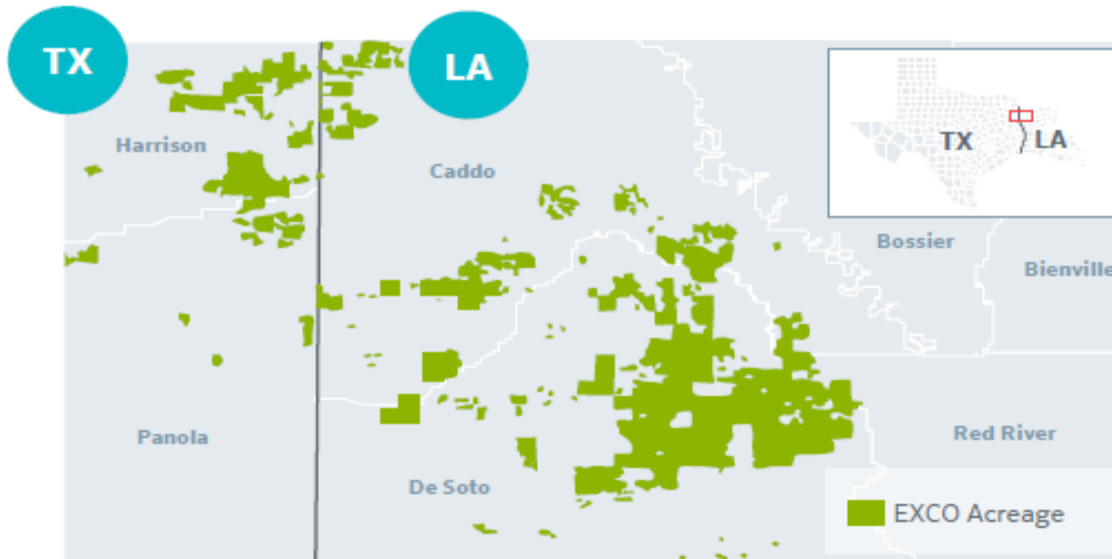 TX
LA
Harrison
Caddo
TX
LA
Bossier
Bienville
Panola
De Soto
Red River
EXCO Acreage